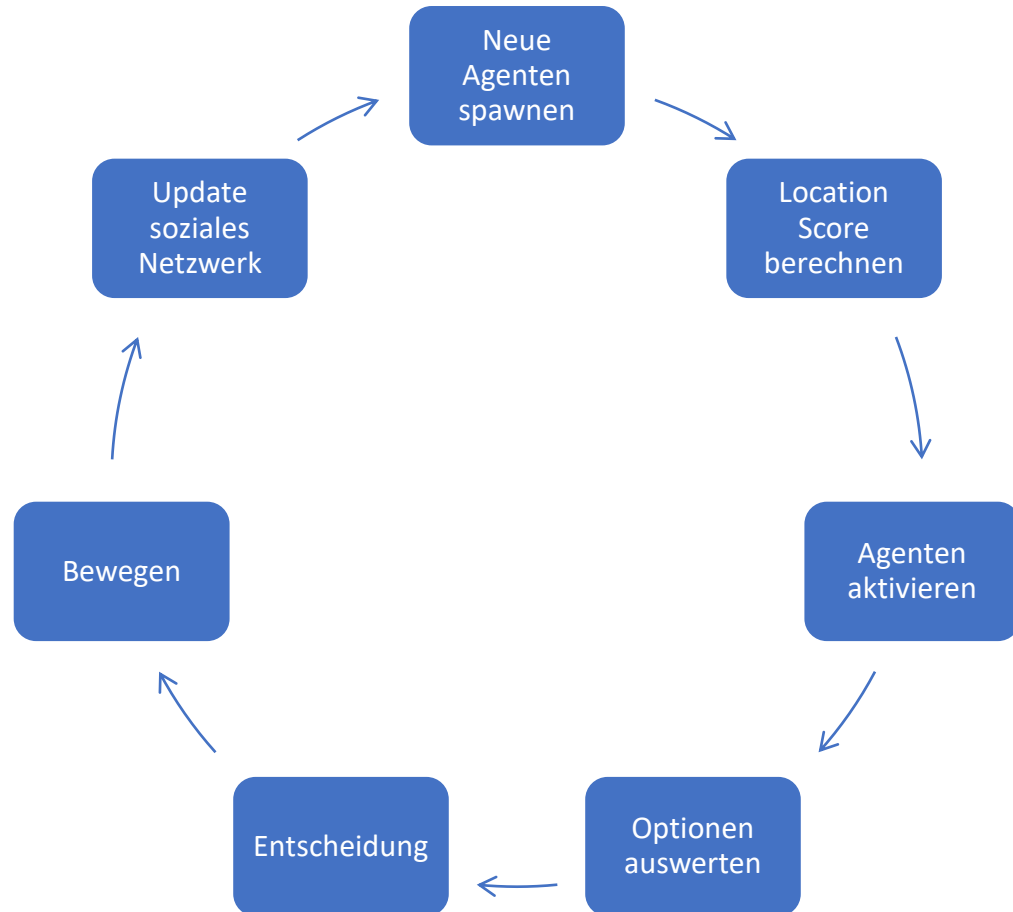 Neue
Agenten
spawnen
Location
Score
berechnen
Agenten
aktivieren
Optionen
auswerten
Entscheidung
Bewegen
Update
soziales
Netzwerk